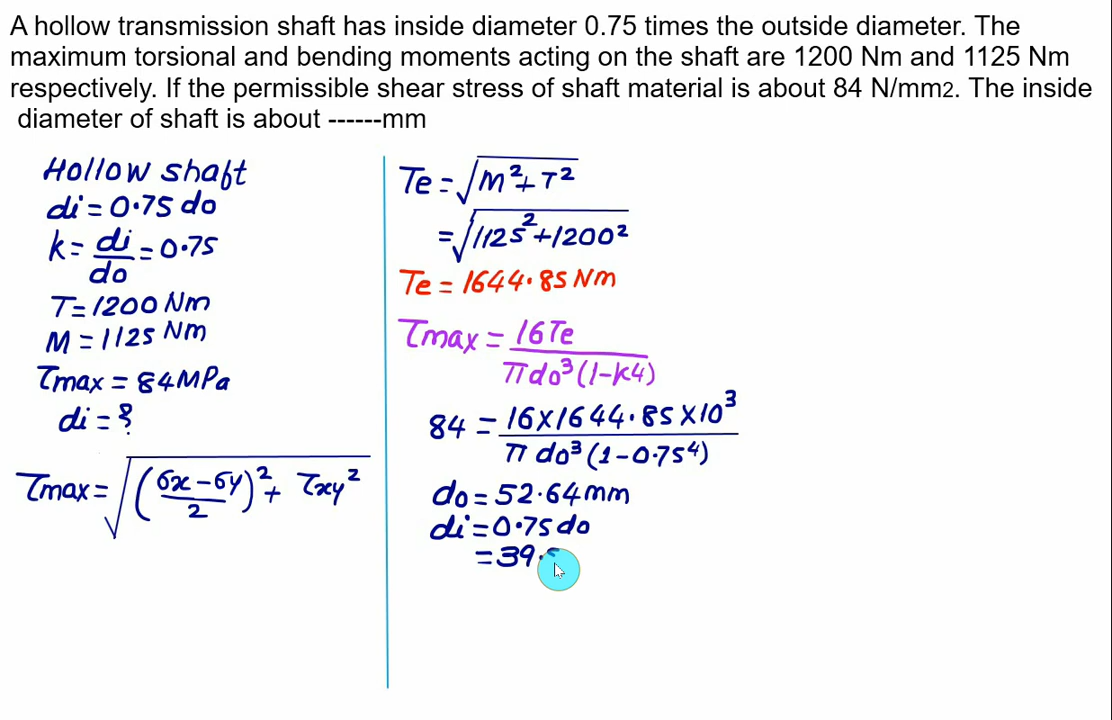 A hollow transmission shaft has inside diameter 0.75 times the outside diameter. The
maximum torsional and bending moments acting on the shaft are 1200 Nm and 1125 Nm
respectively. If the permissible shear stress of shaft material is about 84 N/mm2. The inside
diameter of shaft is about ------mm
Hollow shaft
di = 0.75 do
k = di/do = 0.75
T = 1200 Nm
M = 1125 Nm
τmax = 84 MPa
di = ?
τmax = √((σx - σy)/2)² + τxy²
Te = √M² + T²
= √1125² + 1200²
Te = 1644.85 Nm
τmax = 16Te/πdo³(1-k4)
84 = 16×1644.85×10³/π do³(1-0.75⁴)
do = 52.64 mm
di = 0.75 do
= 39.